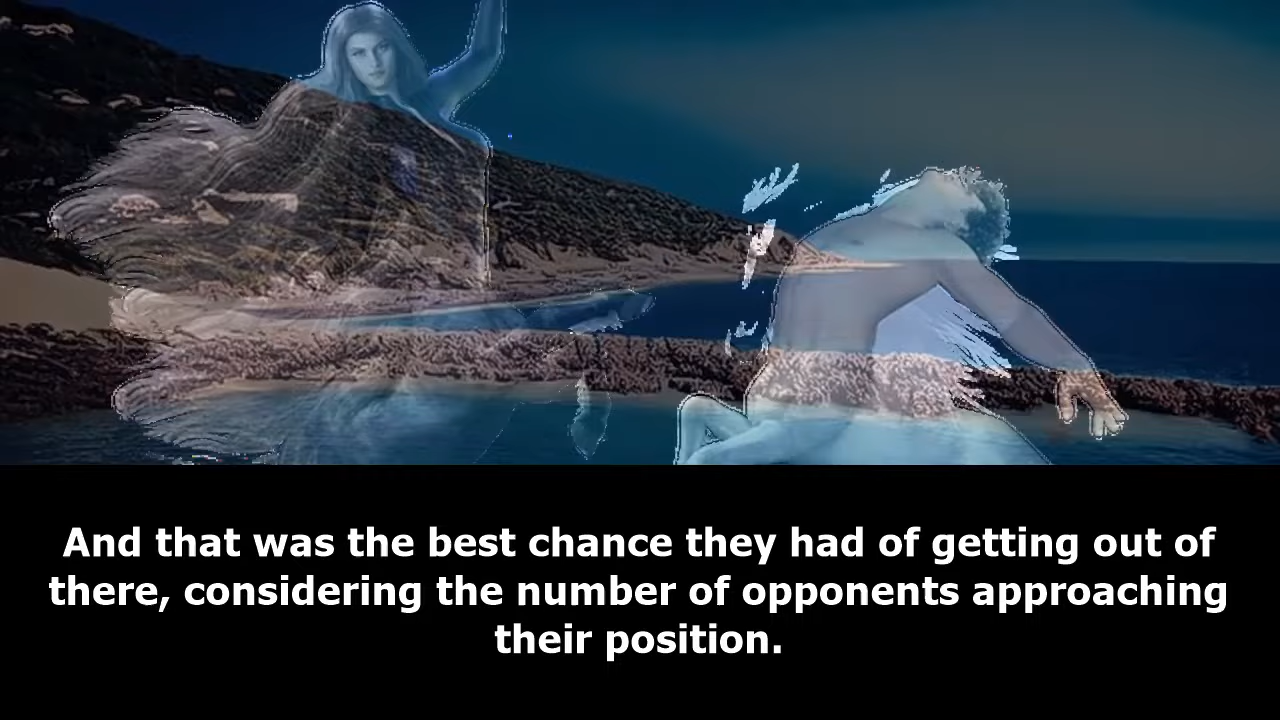 And that was the best chance they had of getting out of
there, considering the number of opponents approaching
their position.